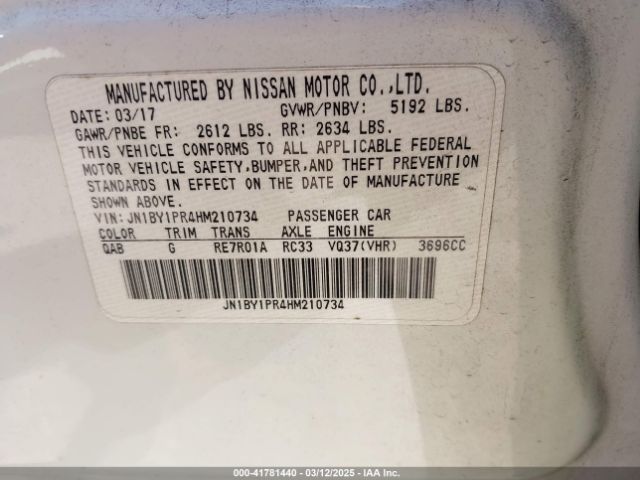 MANUFACTURED BY NISSAN MOTOR CO.,LTD.
DATE: 03/17 GVWR/PNBV: 5192 LBS.
GAWR/PNBE FR: 2612 LBS. RR: 2634 LBS.
THIS VEHICLE CONFORMS TO ALL APPLICABLE FEDERAL
MOTOR VEHICLE SAFETY,BUMPER,AND THEFT PREVENTION
STANDARDS IN EFFECT ON THE DATE OF MANUFACTURE
SHOWN ABOVE.
VIN: JN1BY1PR4HM210734 PASSENGER CAR
COLOR TRIM TRANS AXLE ENGINE
QAB G RE7R01A RC33 VQ37(VHR) 3696CC
JN1BY1PR4HM210734
000-41781440 - 03/12/2025 - IAAI.COM